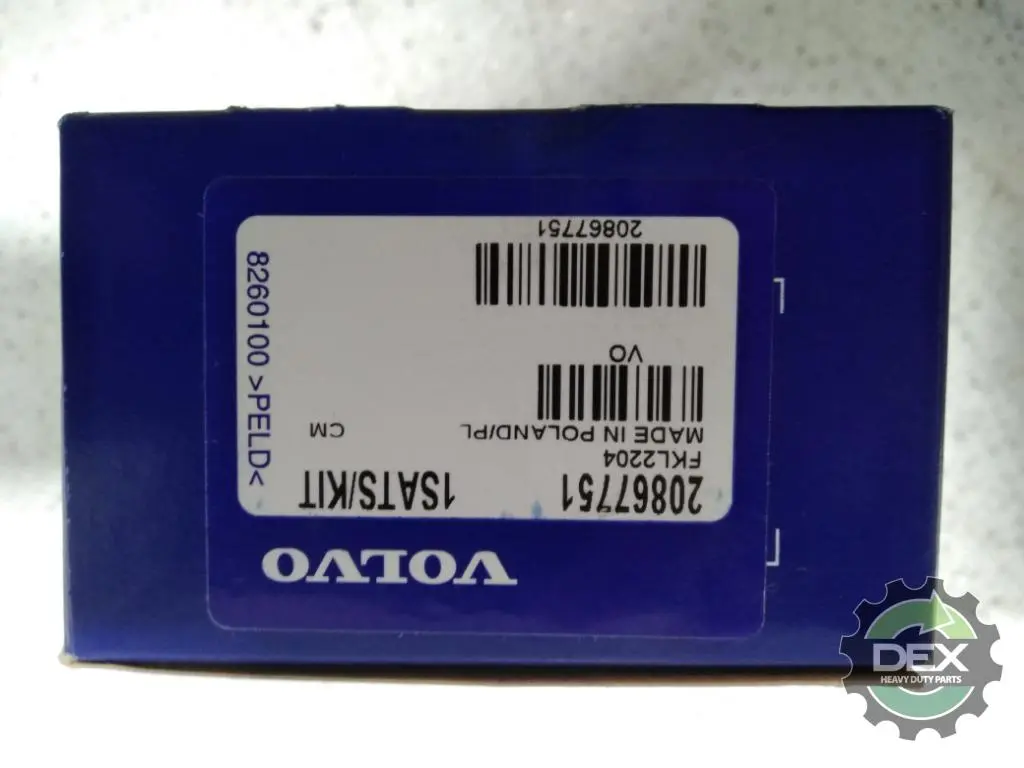 VOLVO
20867751 1SATS/KIT
FKL2204
MADE IN POLAND/PL CM
VO
20867751
8260100 >PELD<
DEX
HEAVY DUTY PARTS